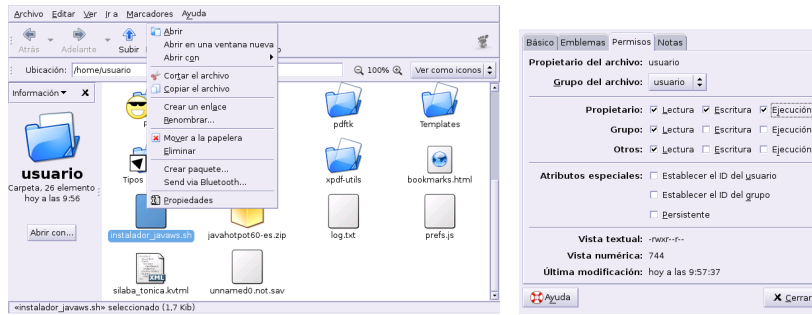 Archivo Editar Ver Ir a Marcadores Ayuda
Atrás Adelante Subir
Ubicación: /home/usuario 100% Ver como iconos
Información
usuario
Carpeta, 26 elemento
hoy a las 9:56
Abrir con...
Abrir
Abrir en una ventana nueva
Abrir con
Cortar el archivo
Copiar el archivo
Crear un enlace
Renombrar...
Mover a la papelera
Eliminar
Crear paquete...
Send via Bluetooth...
Propiedades
pdftk Templates
Tipos xpdf-utils bookmarks.html
instalador_javaws.sh javahotpot60-es.zip log.txt prefs.js
XML
silaba_tonica.kvtml unnamed0.not.sav
«instalador_javaws.sh» seleccionado (1,7 Kib)
Básico Emblemas Permisos Notas
Propietario del archivo: usuario
Grupo del archivo: usuario
Propietario: Lectura Escritura Ejecución
Grupo: Lectura Escritura Ejecución
Otros: Lectura Escritura Ejecución
Atributos especiales: Establecer el ID del usuario
Establecer el ID del grupo
Persistente
Vista textual: -rwxr--r--
Vista numérica: 744
Última modificación: hoy a las 9:57:37
Ayuda Cerrar